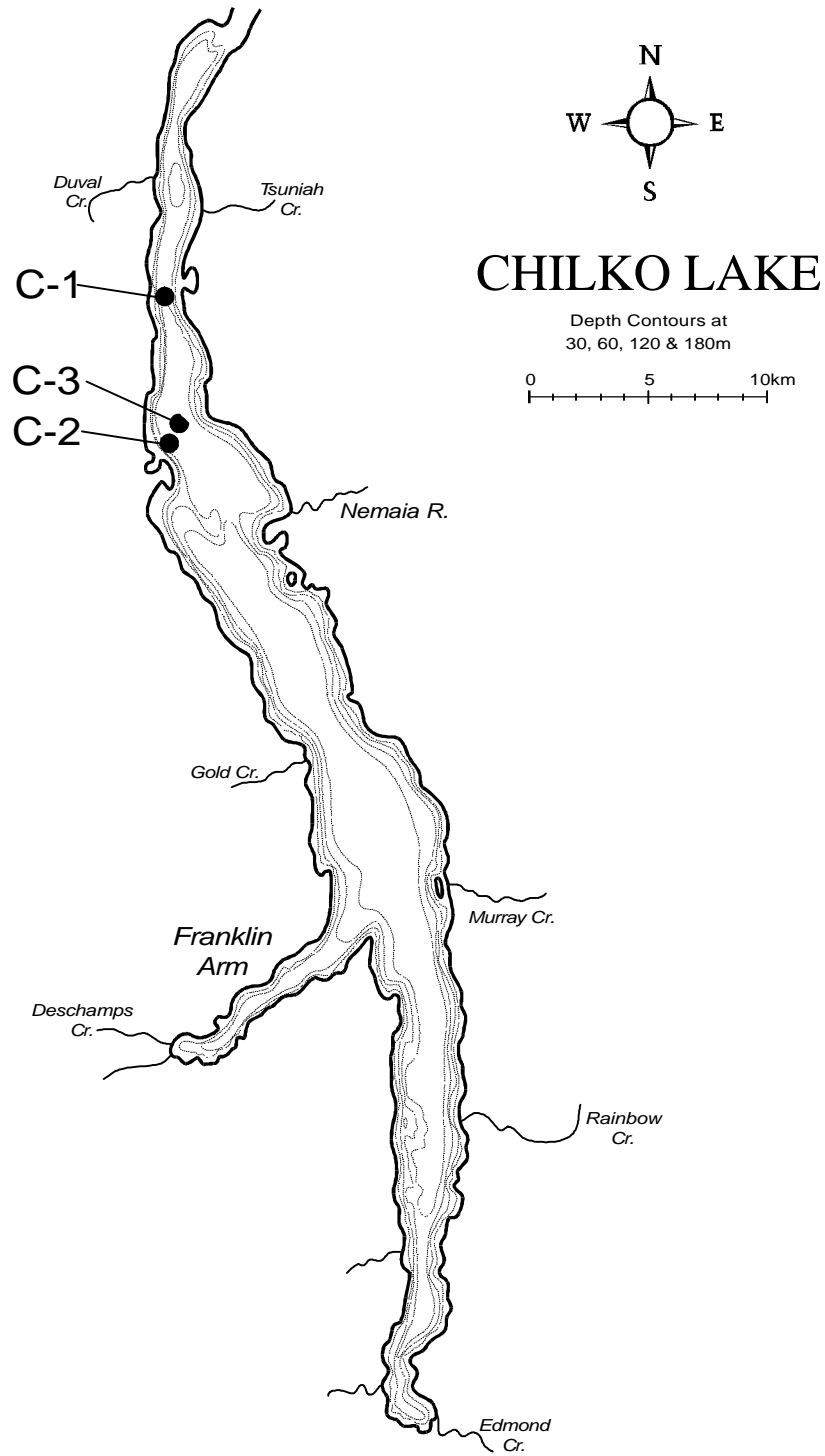 N
W E
S
Duval
Cr.
Tsuniah
Cr.
CHILKO LAKE
C-1
Depth Contours at
30, 60, 120 & 180m
0 5 10km
C-3
C-2
Nemaia R.
Gold Cr.
Murray Cr.
Franklin
Arm
Deschamps
Cr.
Rainbow
Cr.
Edmond
Cr.